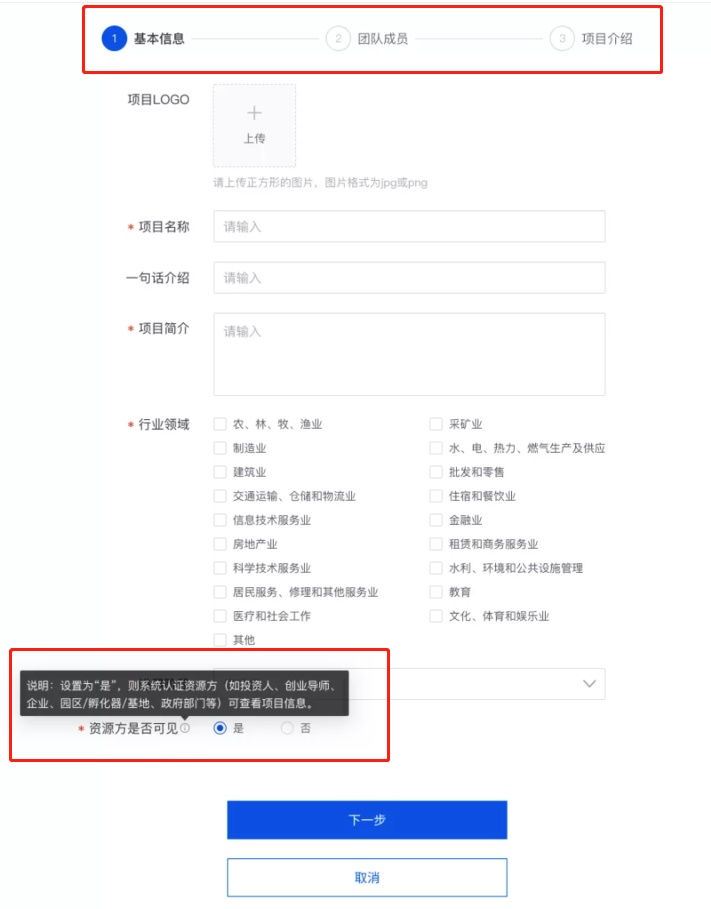 1 基本信息 2 团队成员 3 项目介绍
项目LOGO
上传
请上传正方形的图片，图片格式为jpg或png
* 项目名称 请输入
一句话介绍 请输入
* 项目简介 请输入
* 行业领域 农、林、牧、渔业 采矿业
制造业 水、电、热力、燃气生产及供应
建筑业 批发和零售
交通运输、仓储和物流业 住宿和餐饮业
信息技术服务业 金融业
房地产业 租赁和商务服务业
科学技术服务业 水利、环境和公共设施管理
居民服务、修理和其他服务业 教育
医疗和社会工作 文化、体育和娱乐业
其他
说明：设置为“是”，则系统认证资源方（如投资人、创业导师、
企业、园区/孵化器/基地、政府部门等）可查看项目信息。
* 资源方是否可见 是 否
下一步
取消